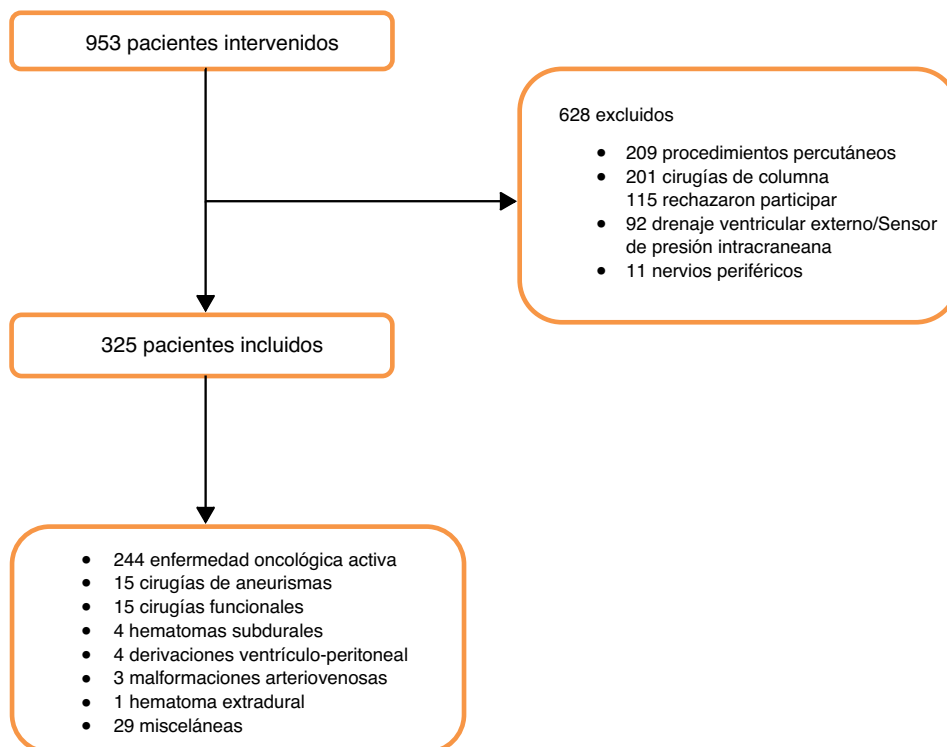 953 pacientes intervenidos
628 excluidos
• 209 procedimientos percutáneos
• 201 cirugías de columna
115 rechazaron participar
• 92 drenaje ventricular externo/Sensor
de presión intracraneana
• 11 nervios periféricos
325 pacientes incluidos
• 244 enfermedad oncológica activa
• 15 cirugías de aneurismas
• 15 cirugías funcionales
• 4 hematomas subdurales
• 4 derivaciones ventrículo-peritoneal
• 3 malformaciones arteriovenosas
• 1 hematoma extradural
• 29 misceláneas